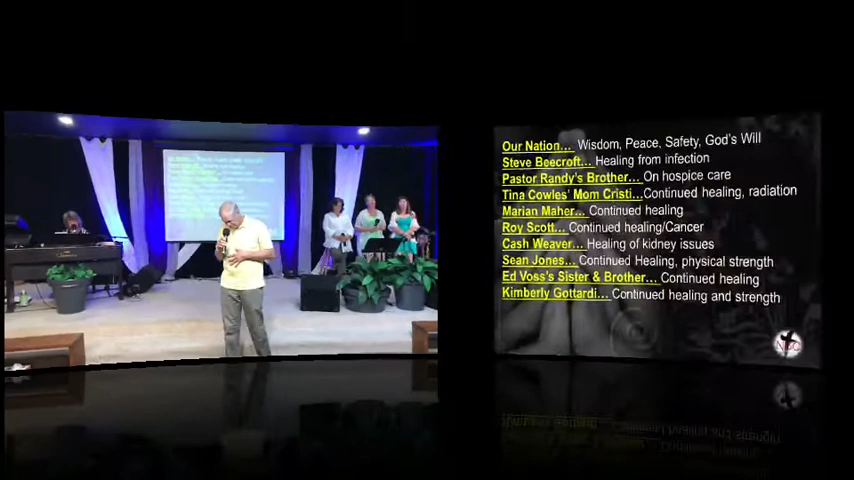 Our Nation... Wisdom, Peace, Safety, God's Will
Steve Beecroft... Healing from infection
Pastor Randy's Brother... On hospice care
Tina Cowles' Mom Cristi...Continued healing, radiation
Marian Maher... Continued healing
Roy Scott... Continued healing/Cancer
Cash Weaver... Healing of kidney issues
Sean Jones... Continued Healing, physical strength
Ed Voss's Sister & Brother... Continued healing
Kimberly Gottardi... Continued healing and strength